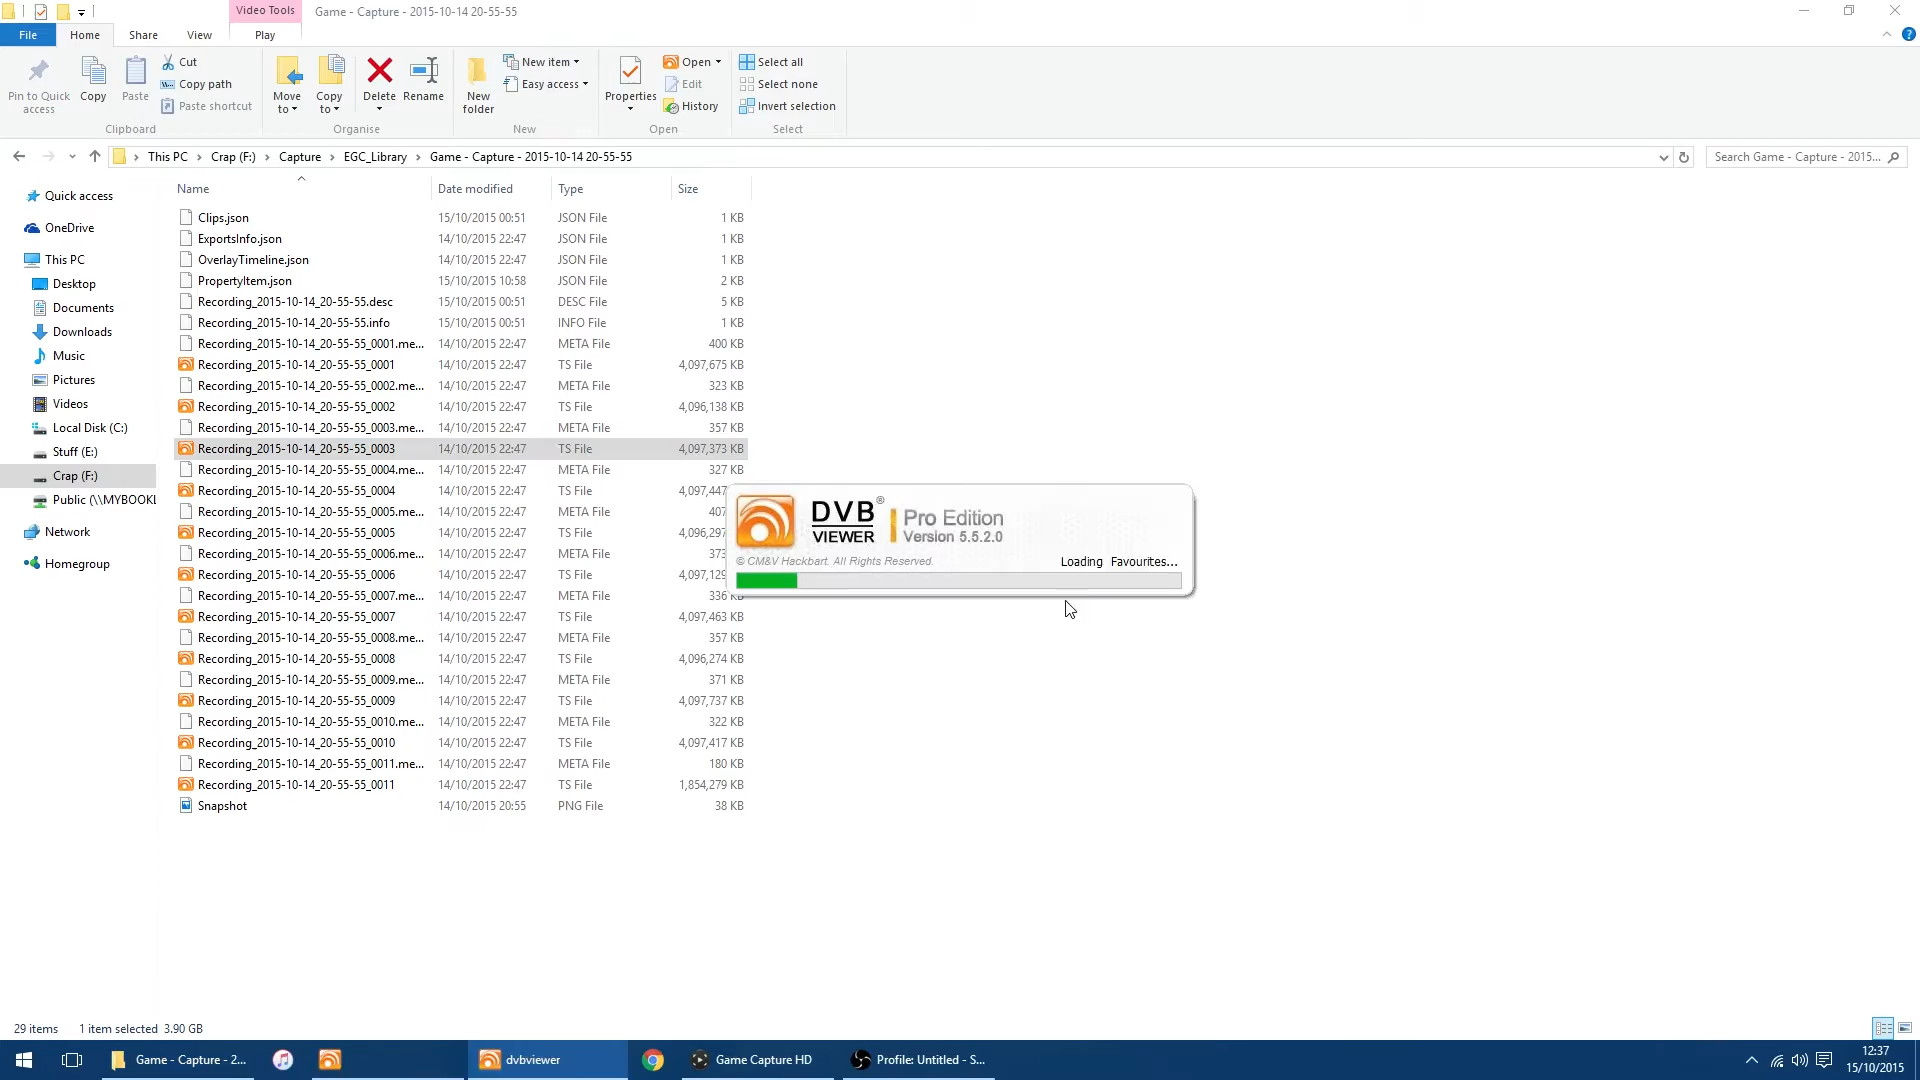 Video Tools
Game - Capture - 2015-10-14 20-55-55
File
Home
Share
View
Play
Pin to Quick access
Copy
Paste
Cut
Copy path
Paste shortcut
Clipboard
Move to
Copy to
Delete
Rename
Organise
New folder
New item
Easy access
New
Properties
Open
Edit
History
Open
Select all
Select none
Invert selection
Select
This PC
Crap (F:)
Capture
EGC_Library
Game - Capture - 2015-10-14 20-55-55
Search Game - Capture - 2015...
Quick access
OneDrive
This PC
Desktop
Documents
Downloads
Music
Pictures
Videos
Local Disk (C:)
Stuff (E:)
Crap (F:)
Public (\\MYBOOKL
Network
Homegroup
Name Date modified Type Size
Clips.json 15/10/2015 00:51 JSON File 1 KB
ExportsInfo.json 14/10/2015 22:47 JSON File 1 KB
OverlayTimeline.json 14/10/2015 22:47 JSON File 1 KB
PropertyItem.json 15/10/2015 10:58 JSON File 2 KB
Recording_2015-10-14_20-55-55.desc 15/10/2015 00:51 DESC File 5 KB
Recording_2015-10-14_20-55-55.info 15/10/2015 00:51 INFO File 1 KB
Recording_2015-10-14_20-55-55_0001.me... 14/10/2015 22:47 META File 400 KB
Recording_2015-10-14_20-55-55_0001 14/10/2015 22:47 TS File 4,097,675 KB
Recording_2015-10-14_20-55-55_0002.me... 14/10/2015 22:47 META File 323 KB
Recording_2015-10-14_20-55-55_0002 14/10/2015 22:47 TS File 4,096,138 KB
Recording_2015-10-14_20-55-55_0003.me... 14/10/2015 22:47 META File 357 KB
Recording_2015-10-14_20-55-55_0003 14/10/2015 22:47 TS File 4,097,373 KB
Recording_2015-10-14_20-55-55_0004.me... 14/10/2015 22:47 META File 327 KB
Recording_2015-10-14_20-55-55_0004 14/10/2015 22:47 TS File 4,097,447
Recording_2015-10-14_20-55-55_0005.me... 14/10/2015 22:47 META File 407
Recording_2015-10-14_20-55-55_0005 14/10/2015 22:47 TS File 4,096,297
Recording_2015-10-14_20-55-55_0006.me... 14/10/2015 22:47 META File 373
Recording_2015-10-14_20-55-55_0006 14/10/2015 22:47 TS File 4,097,129
Recording_2015-10-14_20-55-55_0007.me... 14/10/2015 22:47 META File 336 KB
Recording_2015-10-14_20-55-55_0007 14/10/2015 22:47 TS File 4,097,463 KB
Recording_2015-10-14_20-55-55_0008.me... 14/10/2015 22:47 META File 357 KB
Recording_2015-10-14_20-55-55_0008 14/10/2015 22:47 TS File 4,096,274 KB
Recording_2015-10-14_20-55-55_0009.me... 14/10/2015 22:47 META File 371 KB
Recording_2015-10-14_20-55-55_0009 14/10/2015 22:47 TS File 4,097,737 KB
Recording_2015-10-14_20-55-55_0010.me... 14/10/2015 22:47 META File 322 KB
Recording_2015-10-14_20-55-55_0010 14/10/2015 22:47 TS File 4,097,417 KB
Recording_2015-10-14_20-55-55_0011.me... 14/10/2015 22:47 META File 180 KB
Recording_2015-10-14_20-55-55_0011 14/10/2015 22:47 TS File 1,854,279 KB
Snapshot 14/10/2015 20:55 PNG File 38 KB
DVB®
VIEWER
Pro Edition
Version 5.5.2.0
© CM&V Hackbart. All Rights Reserved.
Loading Favourites...
29 items 1 item selected 3.90 GB
Game - Capture - 2...
dvbviewer
Game Capture HD
Profile: Untitled - S...
12:37
15/10/2015